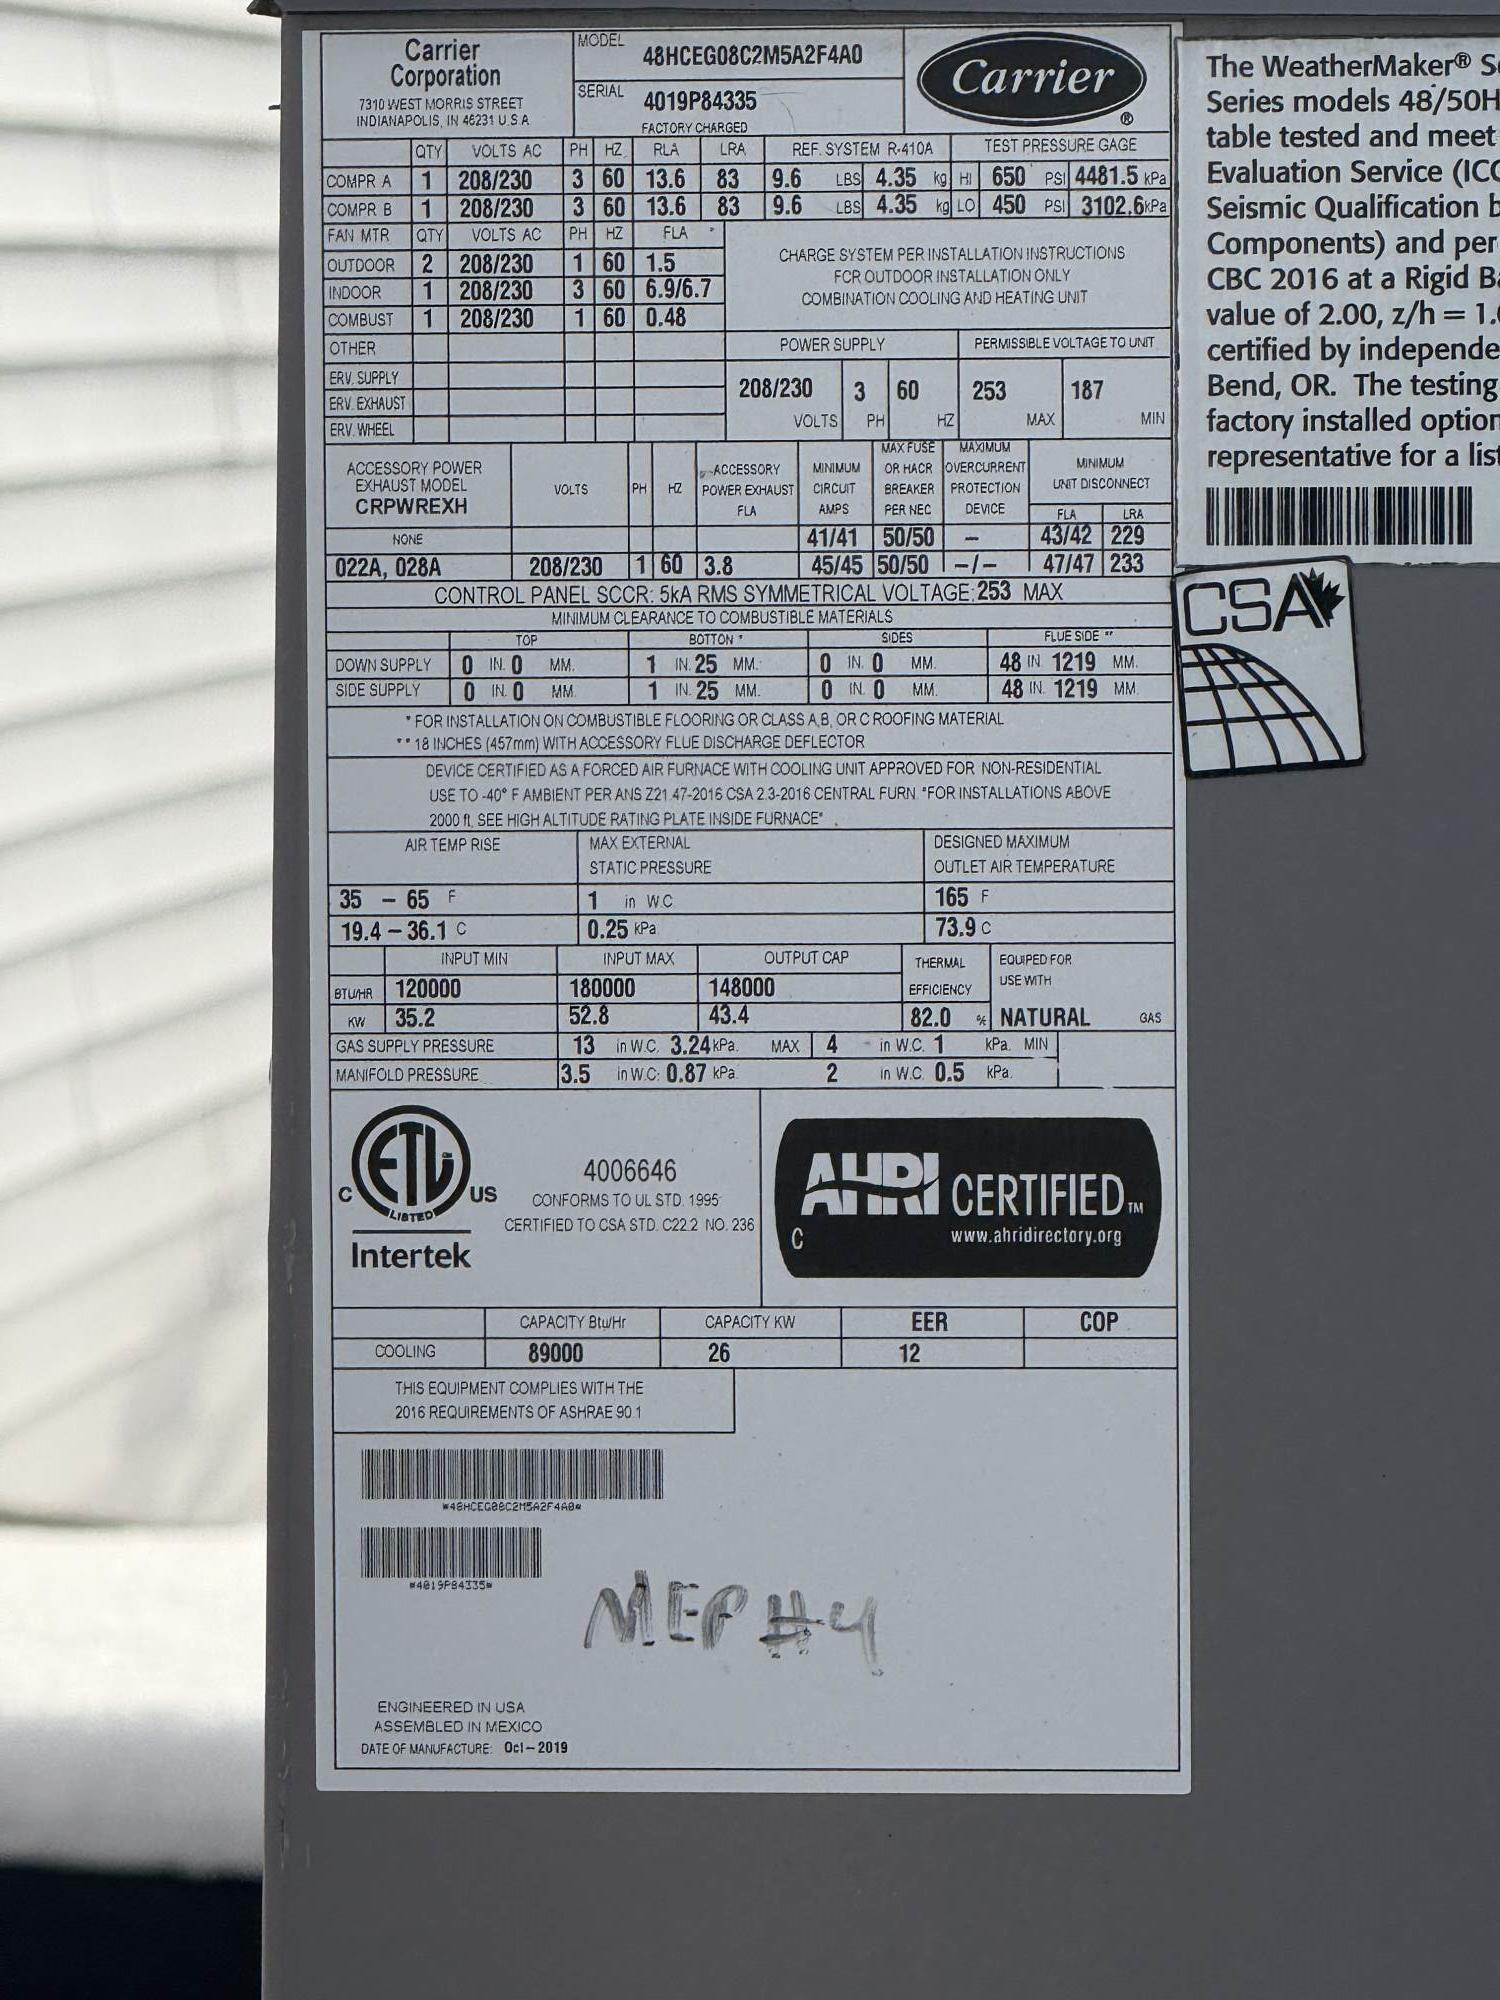 Carrier
Corporation
7310 WEST MORRIS STREET
INDIANAPOLIS, IN 46231 U.S.A
MODEL 48HCEG08C2M5A2F4A0
SERIAL 4019P84335
FACTORY CHARGED
Carrier ®
QTY VOLTS AC PH HZ RLA LRA REF. SYSTEM R-410A TEST PRESSURE GAGE
COMPR A 1 208/230 3 60 13.6 83 9.6 LBS 4.35 kg HI 650 PSI 4481.5 kPa
COMPR B 1 208/230 3 60 13.6 83 9.6 LBS 4.35 kg LO 450 PSI 3102.6 kPa
FAN MTR QTY VOLTS AC PH HZ FLA
OUTDOOR 2 208/230 1 60 1.5
INDOOR 1 208/230 3 60 6.9/6.7
COMBUST 1 208/230 1 60 0.48
OTHER
ERV. SUPPLY
ERV. EXHAUST
ERV. WHEEL
CHARGE SYSTEM PER INSTALLATION INSTRUCTIONS
FOR OUTDOOR INSTALLATION ONLY
COMBINATION COOLING AND HEATING UNIT
POWER SUPPLY PERMISSIBLE VOLTAGE TO UNIT
208/230 3 60 253 187
VOLTS PH HZ MAX MIN
ACCESSORY POWER
EXHAUST MODEL
CRPWREXH
VOLTS PH HZ
ACCESSORY
POWER EXHAUST
FLA
MINIMUM
CIRCUIT
AMPS
MAX FUSE
OR HACR
BREAKER
PER NEC
MAXIMUM
OVERCURRENT
PROTECTION
DEVICE
MINIMUM
UNIT DISCONNECT
FLA LRA
NONE 41/41 50/50 – 43/42 229
022A, 028A 208/230 1 60 3.8 45/45 50/50 –/– 47/47 233
CONTROL PANEL SCCR: 5kA RMS SYMMETRICAL VOLTAGE: 253 MAX
MINIMUM CLEARANCE TO COMBUSTIBLE MATERIALS
TOP BOTTON * SIDES FLUE SIDE **
DOWN SUPPLY 0 IN. 0 MM. 1 IN. 25 MM. 0 IN. 0 MM. 48 IN. 1219 MM.
SIDE SUPPLY 0 IN. 0 MM. 1 IN. 25 MM. 0 IN. 0 MM. 48 IN. 1219 MM.
* FOR INSTALLATION ON COMBUSTIBLE FLOORING OR CLASS A,B, OR C ROOFING MATERIAL
** 18 INCHES (457mm) WITH ACCESSORY FLUE DISCHARGE DEFLECTOR
DEVICE CERTIFIED AS A FORCED AIR FURNACE WITH COOLING UNIT APPROVED FOR NON-RESIDENTIAL
USE TO -40° F AMBIENT PER ANS Z21.47-2016 CSA 2.3-2016 CENTRAL FURN. "FOR INSTALLATIONS ABOVE
2000 ft, SEE HIGH ALTITUDE RATING PLATE INSIDE FURNACE"
AIR TEMP RISE
MAX EXTERNAL
STATIC PRESSURE
DESIGNED MAXIMUM
OUTLET AIR TEMPERATURE
35 – 65 F 1 in W.C 165 F
19.4 – 36.1 C 0.25 kPa 73.9 C
INPUT MIN INPUT MAX OUTPUT CAP
THERMAL
EFFICIENCY
EQUIPED FOR
USE WITH
BTU/HR 120000 180000 148000
KW 35.2 52.8 43.4 82.0 % NATURAL GAS
GAS SUPPLY PRESSURE 13 in W.C. 3.24 kPa. MAX 4 in W.C. 1 kPa. MIN
MANIFOLD PRESSURE 3.5 in W.C. 0.87 kPa. 2 in W.C. 0.5 kPa.
C ETL US
LISTED
Intertek
4006646
CONFORMS TO UL STD. 1995
CERTIFIED TO CSA STD. C22.2 NO. 236
AHRI CERTIFIED TM
C www.ahridirectory.org
CAPACITY Btu/Hr CAPACITY KW EER COP
COOLING 89000 26 12
THIS EQUIPMENT COMPLIES WITH THE
2016 REQUIREMENTS OF ASHRAE 90.1
*48HCEG08C2M5A2F4A0*
*4019P84335*
MEP H4
ENGINEERED IN USA
ASSEMBLED IN MEXICO
DATE OF MANUFACTURE: Oct-2019
The WeatherMaker®
Series models 48/50H
table tested and meet
Evaluation Service (ICC
Seismic Qualification b
Components) and per
CBC 2016 at a Rigid
value of 2.00, z/h = 1.
certified by independe
Bend, OR. The testing
factory installed option
representative for a list
CSA